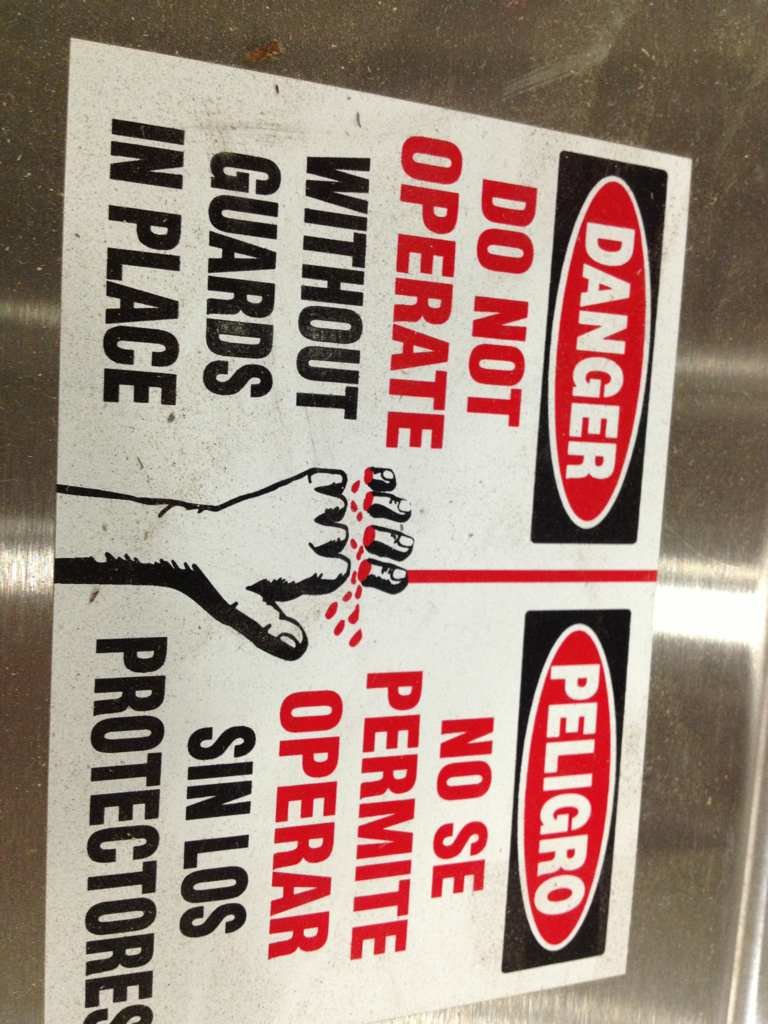 DANGER
DO NOT
OPERATE
WITHOUT
GUARDS
IN PLACE
PELIGRO
NO SE
PERMITE
OPERAR
SIN LOS
PROTECTORES